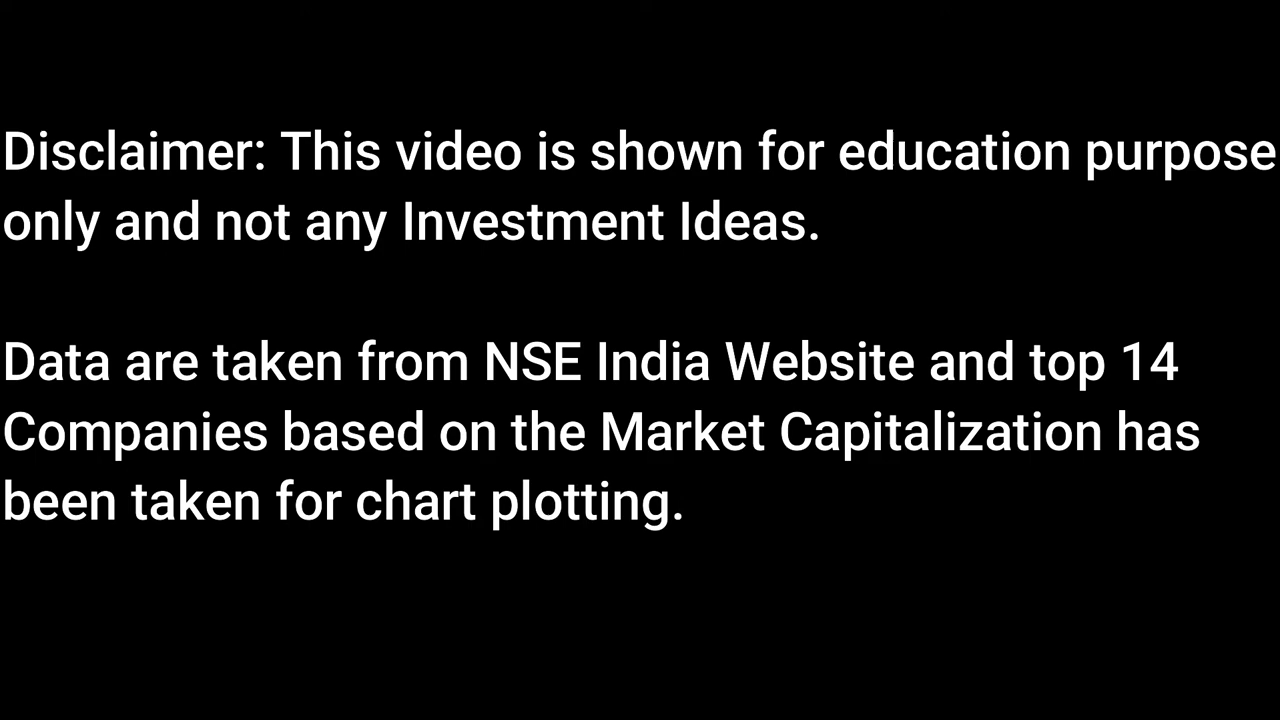 Disclaimer: This video is shown for education purpose
only and not any Investment Ideas.
Data are taken from NSE India Website and top 14
Companies based on the Market Capitalization has
been taken for chart plotting.